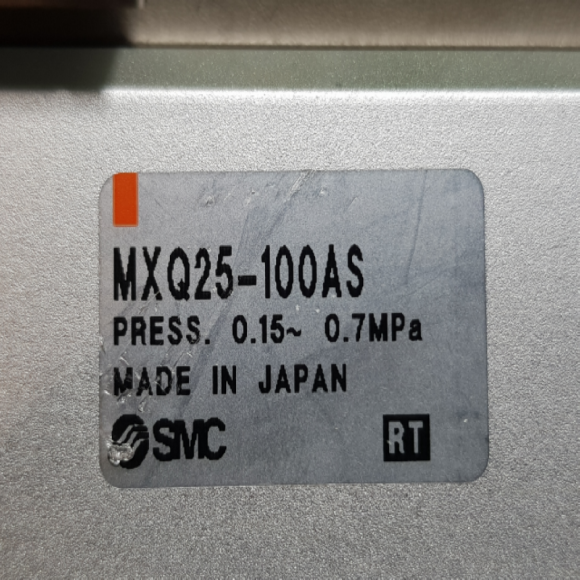 MXQ25-100AS
PRESS. 0.15~ 0.7MPa
MADE IN JAPAN
SMC RT